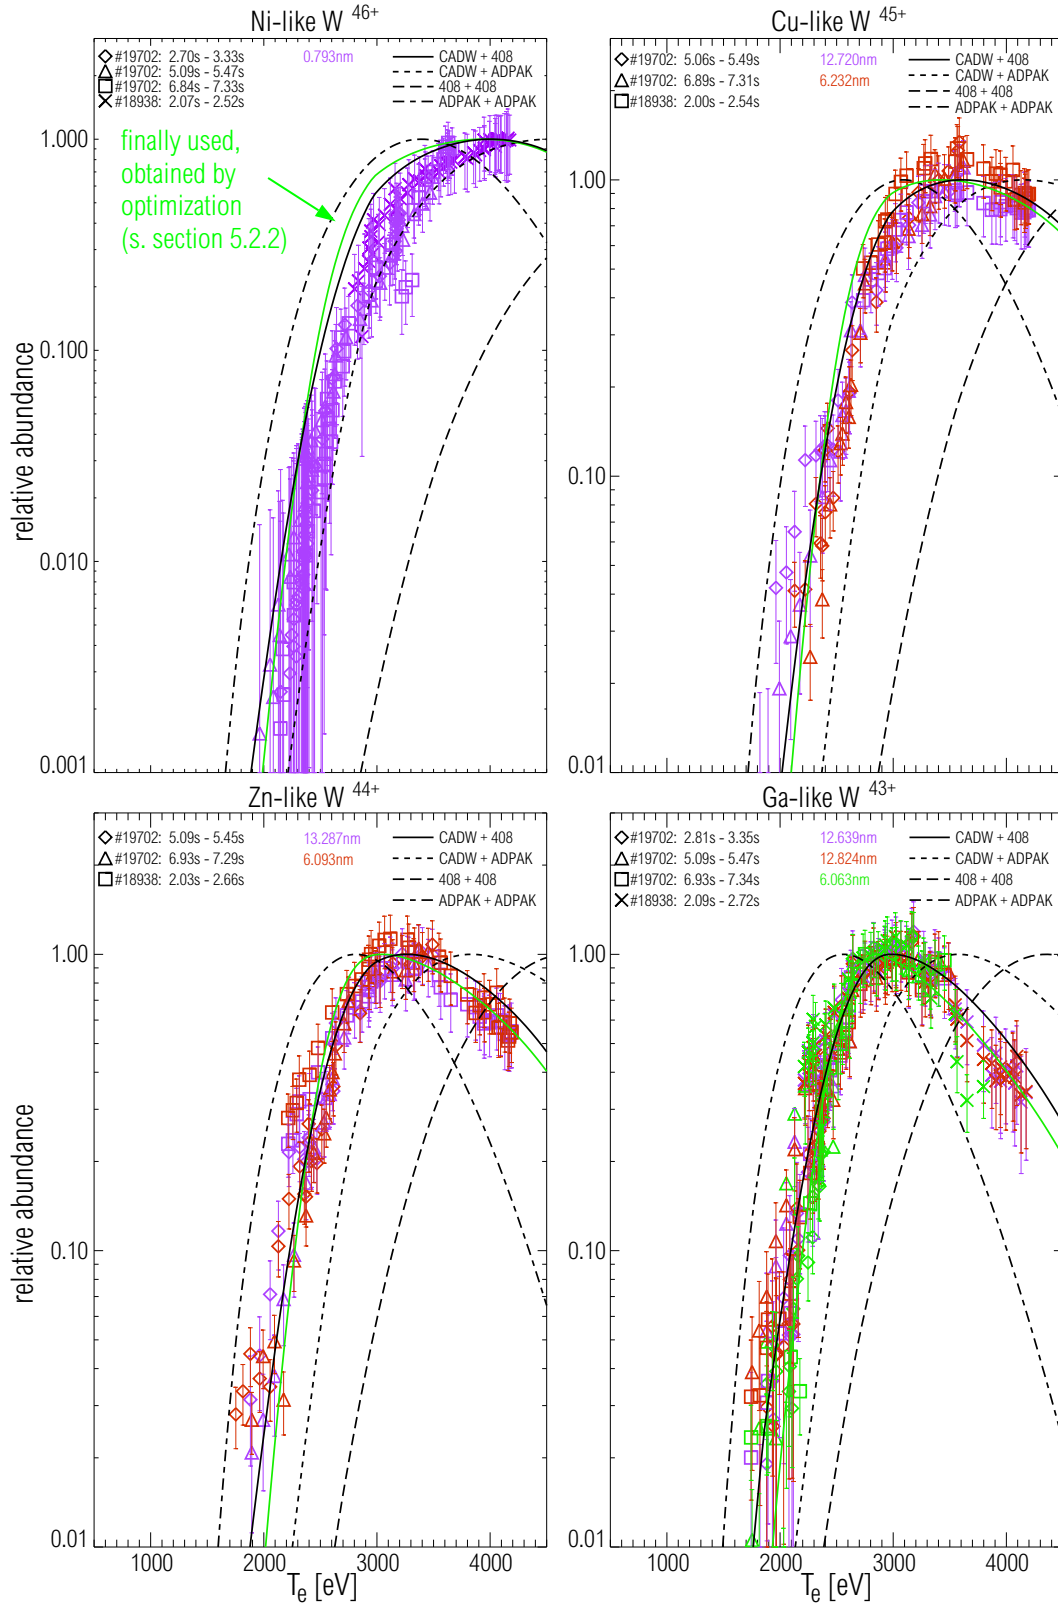 Ni-like W 46+
#19702: 2.70s - 3.33s 0.793nm CADW + 408
#19702: 5.09s - 5.47s CADW + ADPAK
#19702: 6.84s - 7.33s 408 + 408
#18938: 2.07s - 2.52s ADPAK + ADPAK
finally used,
obtained by
optimization
(s. section 5.2.2)
1.000
0.100
0.010
0.001
relative abundance
Cu-like W 45+
#19702: 5.06s - 5.49s 12.720nm CADW + 408
#19702: 6.89s - 7.31s 6.232nm CADW + ADPAK
#18938: 2.00s - 2.54s 408 + 408
ADPAK + ADPAK
1.00
0.10
0.01
Zn-like W 44+
#19702: 5.09s - 5.45s 13.287nm CADW + 408
#19702: 6.93s - 7.29s 6.093nm CADW + ADPAK
#18938: 2.03s - 2.66s 408 + 408
ADPAK + ADPAK
1.00
0.10
0.01
relative abundance
1000 2000 3000 4000
Te [eV]
Ga-like W 43+
#19702: 2.81s - 3.35s 12.639nm CADW + 408
#19702: 5.09s - 5.47s 12.824nm CADW + ADPAK
#19702: 6.93s - 7.34s 6.063nm 408 + 408
#18938: 2.09s - 2.72s ADPAK + ADPAK
1.00
0.10
0.01
1000 2000 3000 4000
Te [eV]